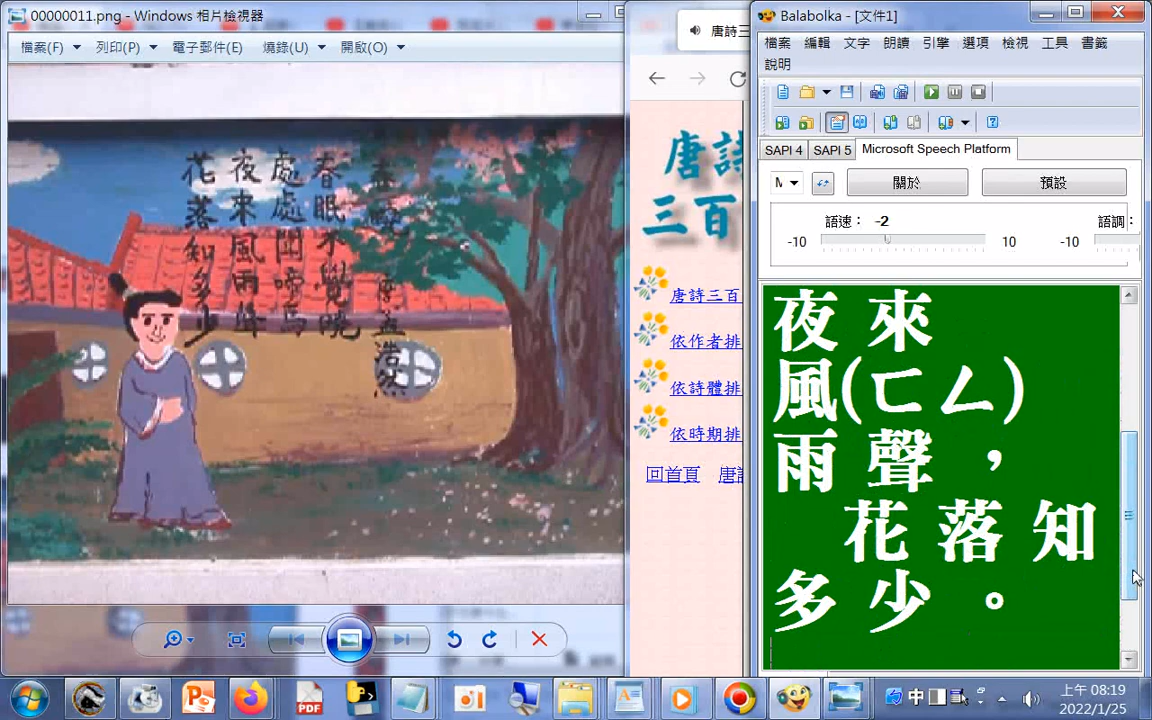 00000011.png - Windows 相片檢視器
檔案(F) 列印(P) 電子郵件(E) 燒錄(U) 開啟(O)
孟浩然
春眠不覺曉
處處聞啼鳥
夜來風雨聲
花落知多少
唐詩三
唐詩
三百
唐詩三百
依作者排
依詩體排
依時期排
回首頁 唐
Balabolka - [文件1]
檔案 編輯 文字 朗讀 引擎 選項 檢視 工具 書籤
說明
SAPI 4 SAPI 5 Microsoft Speech Platform
關於 預設
語速： -2 語調：
-10 10 -10
夜 來
風(ㄈㄥ)
雨 聲 ，
花 落 知
多 少 。
PDF
中
上午 08:19
2022/1/25